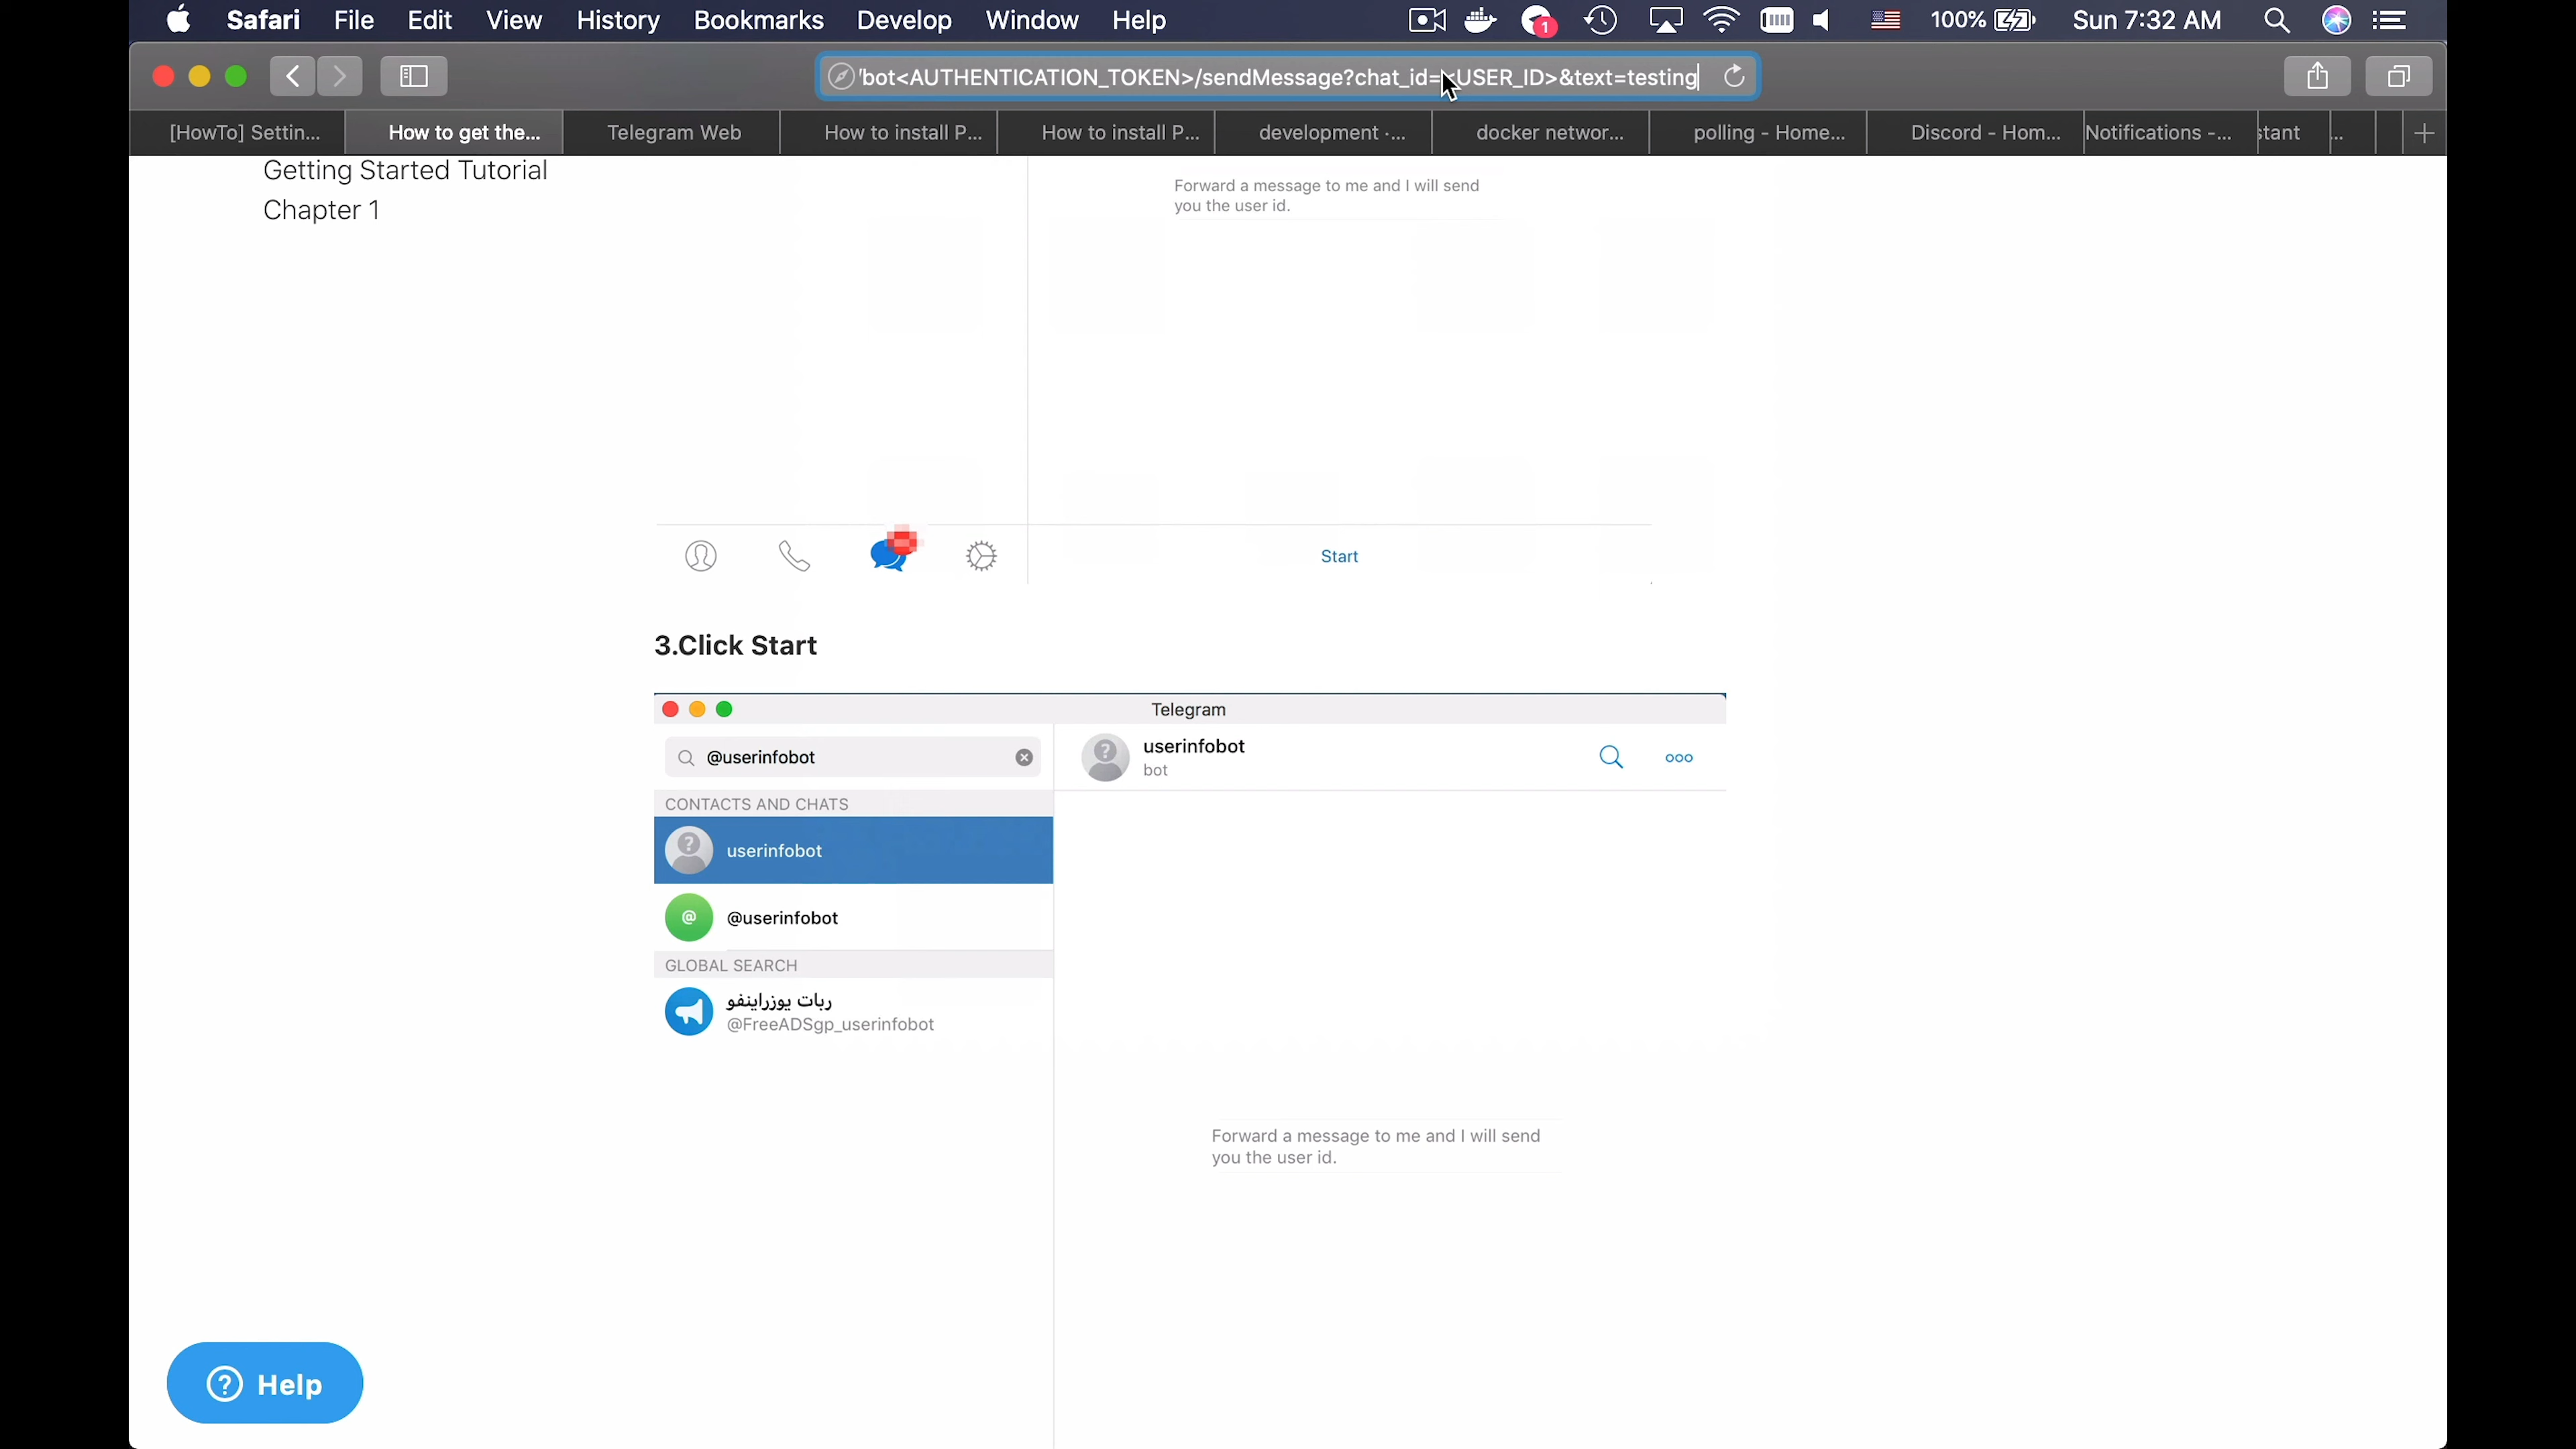 Safari File Edit View History Bookmarks Develop Window Help 1 100% Sun 7:32 AM
'bot<AUTHENTICATION_TOKEN>/sendMessage?chat_id=<USER_ID>&text=testing
[HowTo] Settin... How to get the... Telegram Web How to install P... How to install P... development ·... docker networ... polling - Home... Discord - Hom... Notifications -... stant ...
Getting Started Tutorial
Chapter 1
Forward a message to me and I will send
you the user id.
Start
3.Click Start
Telegram
@userinfobot
userinfobot
bot
CONTACTS AND CHATS
userinfobot
@userinfobot
GLOBAL SEARCH
ربات یوزراینفو
@FreeADSgp_userinfobot
Forward a message to me and I will send
you the user id.
Help